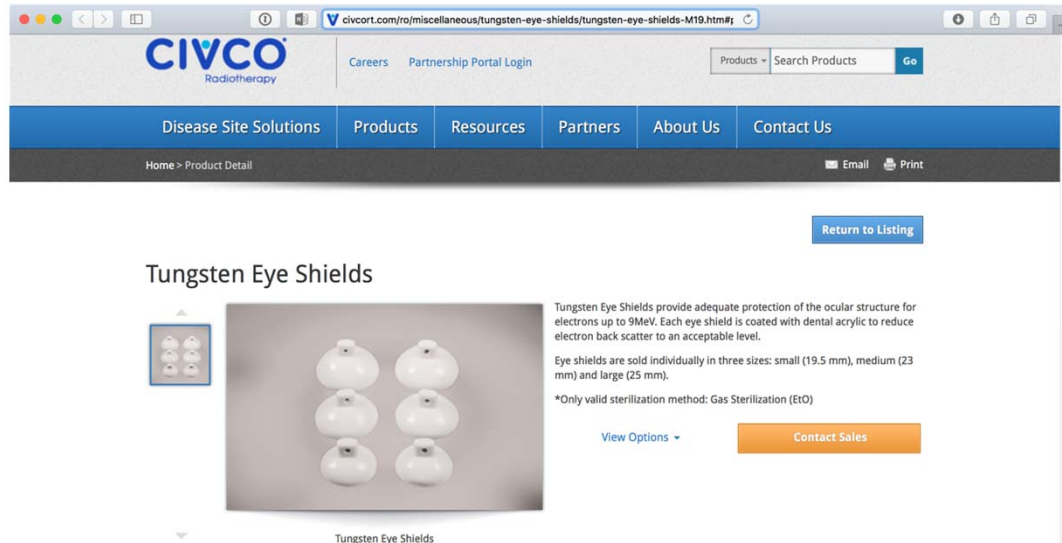 civcort.com/ro/miscellaneous/tungsten-eye-shields/tungsten-eye-shields-M19.htm#
CIVCO
Radiotherapy
Careers Partnership Portal Login
Products Search Products Go
Disease Site Solutions Products Resources Partners About Us Contact Us
Home > Product Detail
Email Print
Return to Listing
Tungsten Eye Shields
Tungsten Eye Shields provide adequate protection of the ocular structure for
electrons up to 9MeV. Each eye shield is coated with dental acrylic to reduce
electron back scatter to an acceptable level.
Eye shields are sold individually in three sizes: small (19.5 mm), medium (23
mm) and large (25 mm).
*Only valid sterilization method: Gas Sterilization (EtO)
View Options Contact Sales
Tungsten Eye Shields